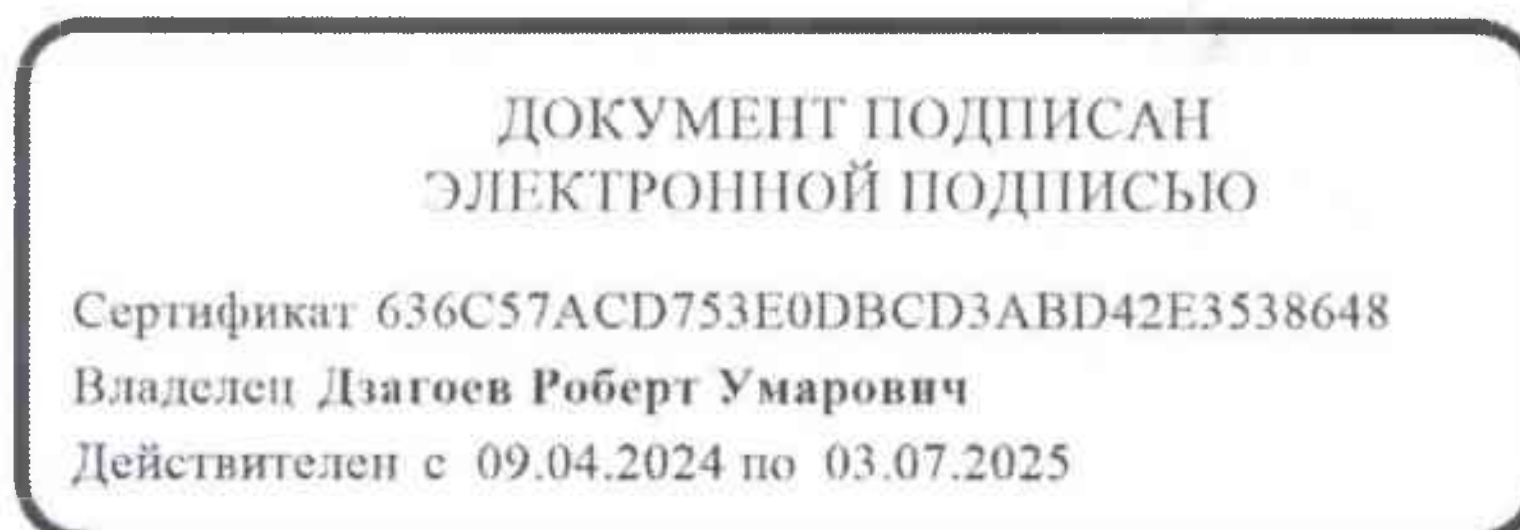 ДОКУМЕНТ ПОДПИСАН
ЭЛЕКТРОННОЙ ПОДПИСЬЮ
Сертификат 636C57ACD753E0DBCD3ABD42E3538648
Владелец Дзагоев Роберт Умарович
Действителен с 09.04.2024 по 03.07.2025